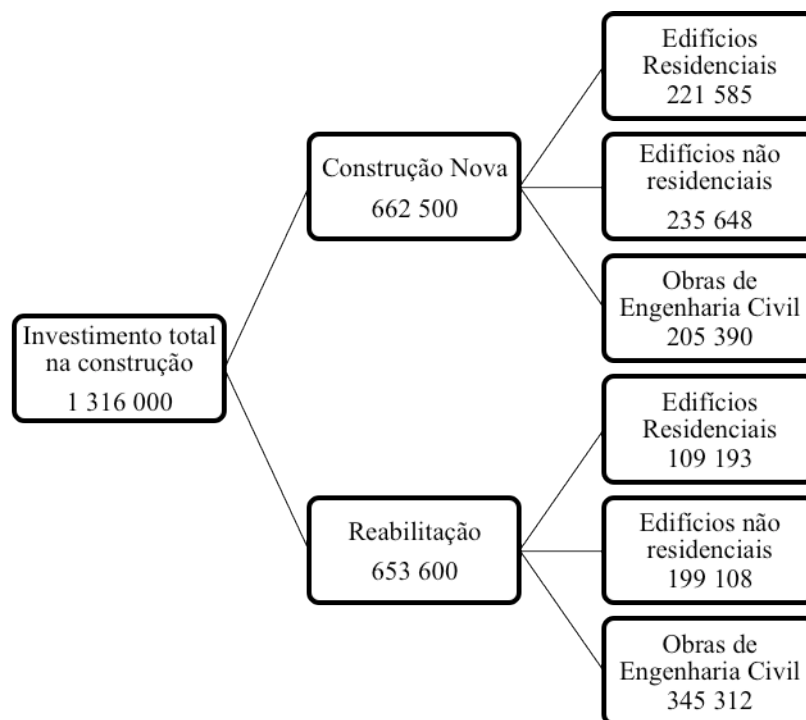 Investimento total
na construção
1 316 000
Construção Nova
662 500
Edifícios
Residenciais
221 585
Edifícios não
residenciais
235 648
Obras de
Engenharia Civil
205 390
Reabilitação
653 600
Edifícios
Residenciais
109 193
Edifícios não
residenciais
199 108
Obras de
Engenharia Civil
345 312